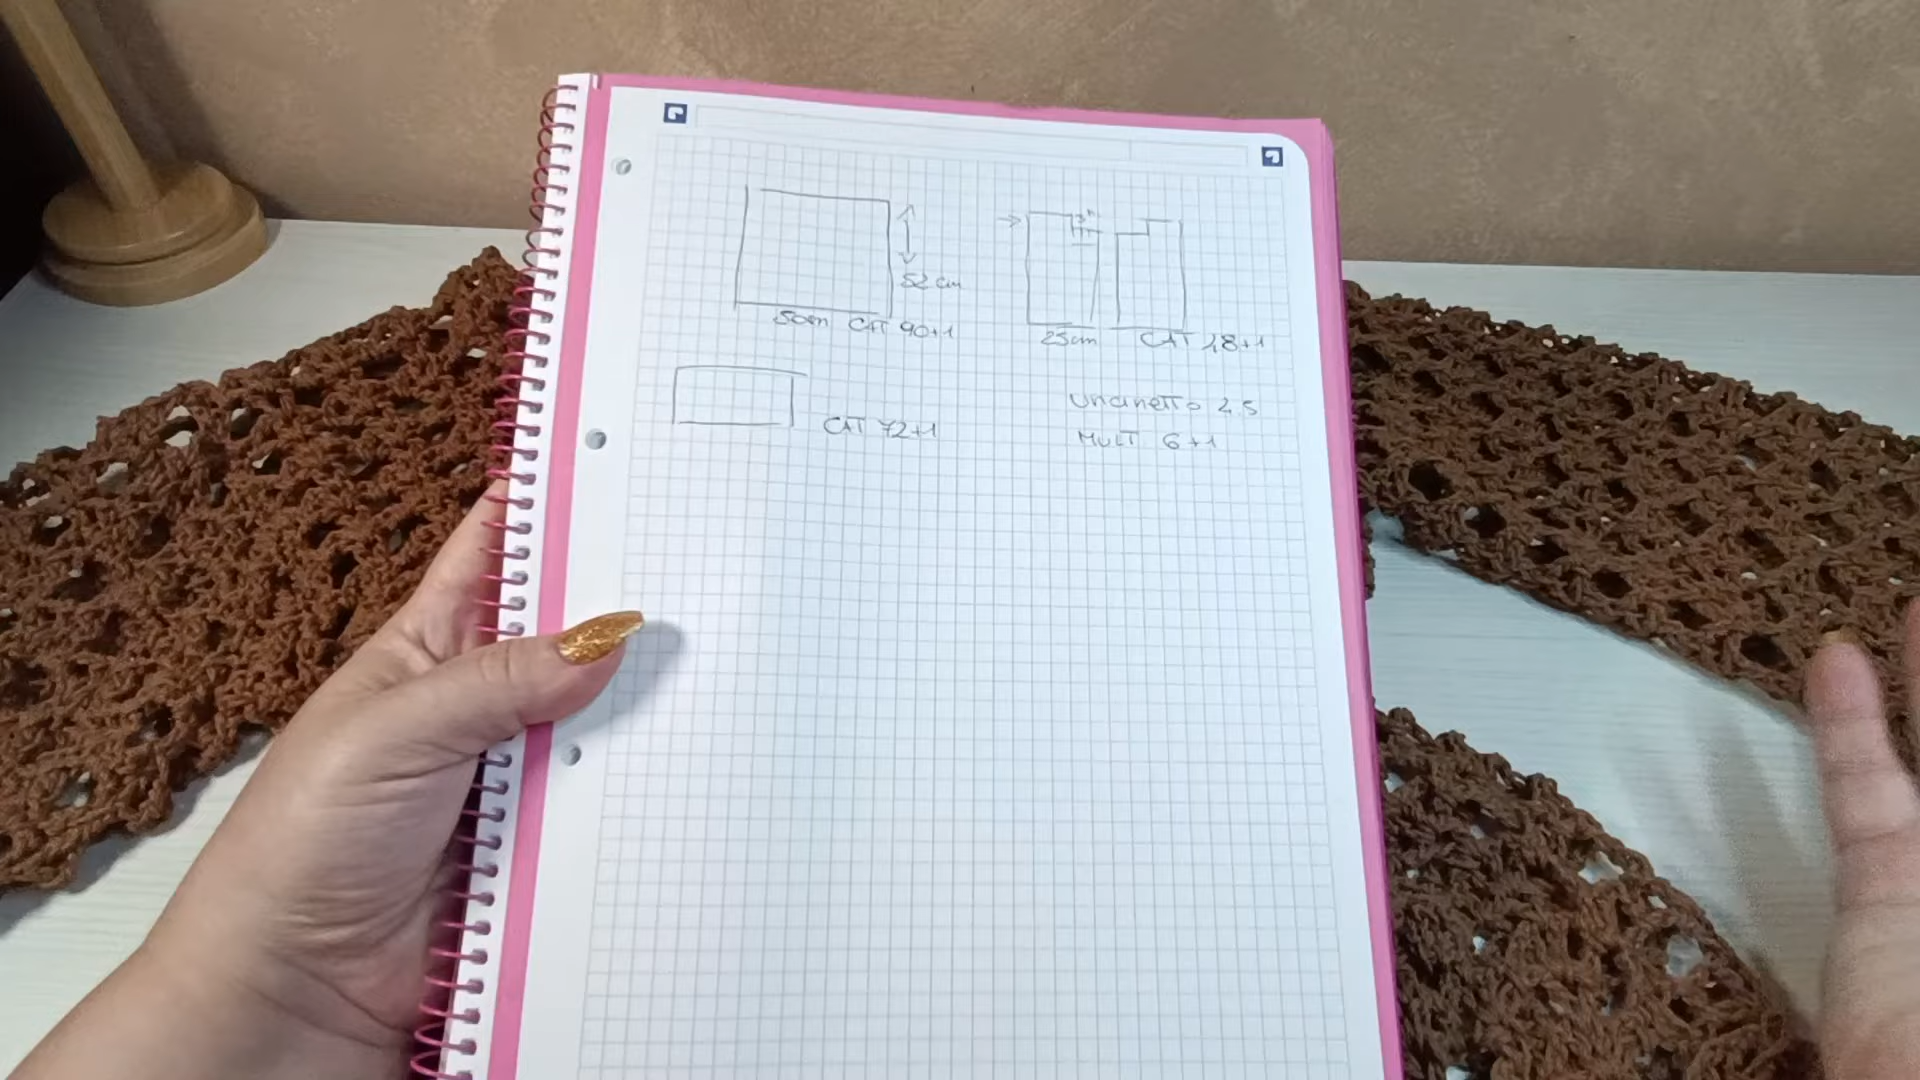 52 cm
50cm CAT 90+1
25cm CAT 48+1
CAT 72+1
Uncinetto 2.5
MULT 6+1